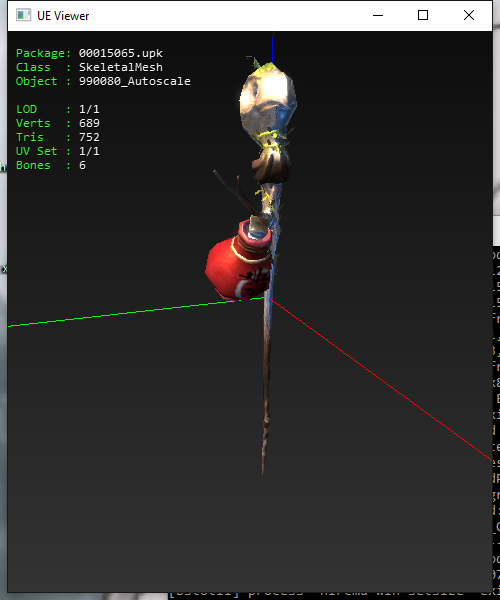 UE Viewer
Package: 00015065.upk
Class : SkeletalMesh
Object : 990080_Autoscale
LOD : 1/1
Verts : 689
Tris : 752
UV Set : 1/1
Bones : 6